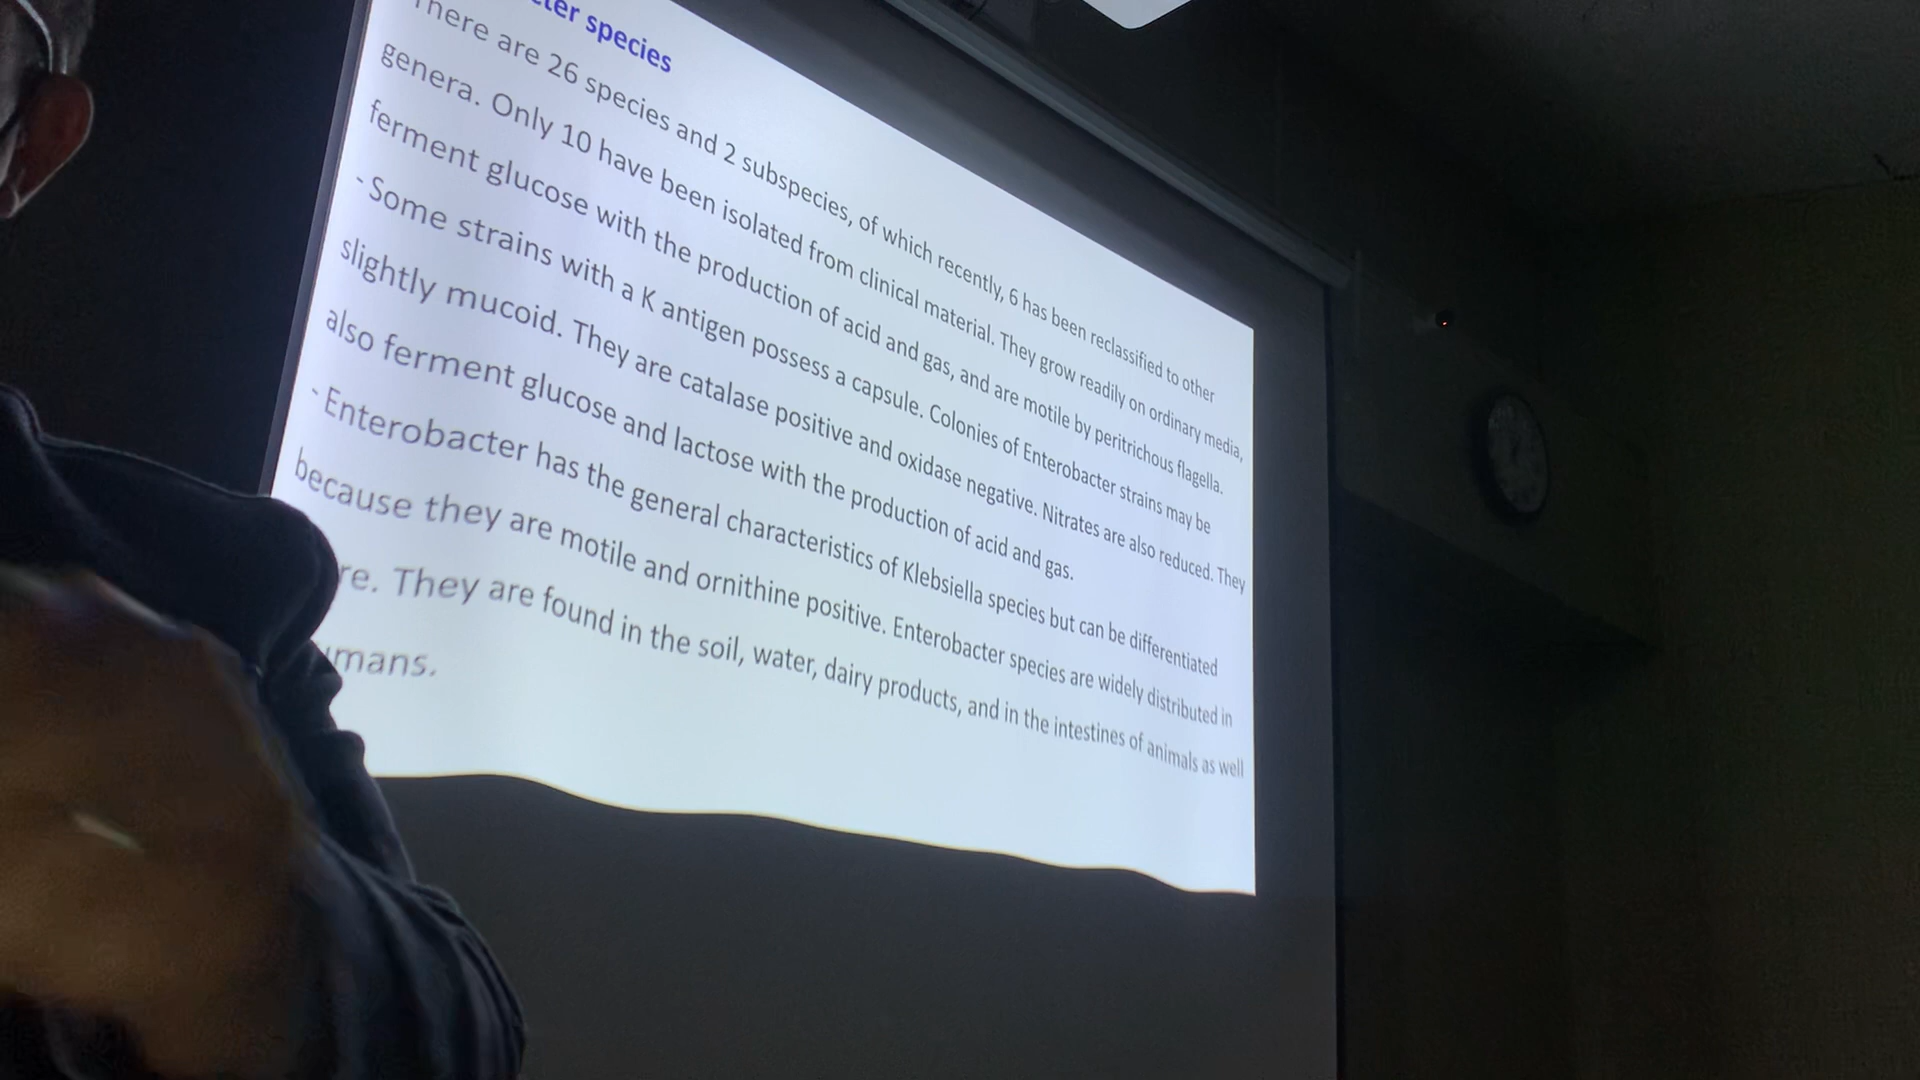 species
There are 26 species and 2 subspecies, of which recently, 6 has been reclassified to other
genera. Only 10 have been isolated from clinical material. They grow readily on ordinary media,
ferment glucose with the production of acid and gas, and are motile by peritrichous flagella.
- Some strains with a K antigen possess a capsule. Colonies of Enterobacter strains may be
slightly mucoid. They are catalase positive and oxidase negative. Nitrates are also reduced. They
also ferment glucose and lactose with the production of acid and gas.
- Enterobacter has the general characteristics of Klebsiella species but can be differentiated
because they are motile and ornithine positive. Enterobacter species are widely distributed in
re. They are found in the soil, water, dairy products, and in the intestines of animals as well
umans.